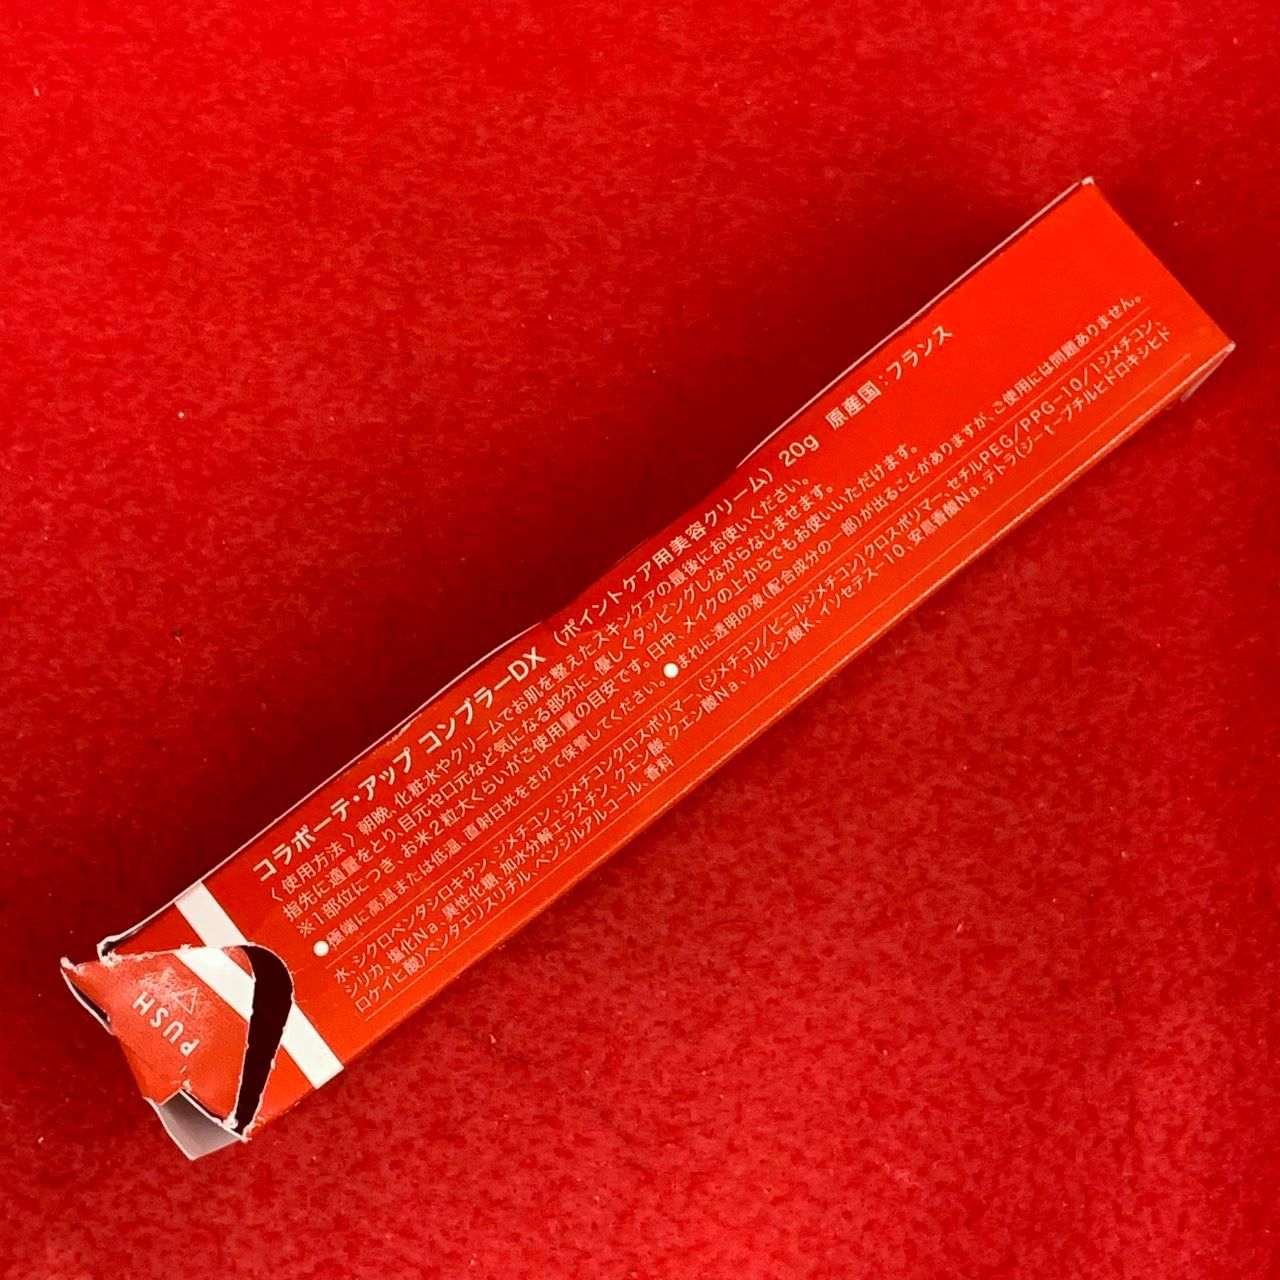 コラボーテ・アップ コンブラーDX （ポイントケア用美容クリーム）20g 原産国：フランス
〈使用方法〉朝晩、化粧水やクリームでお肌を整えたスキンケアの最後にお使いください。
指先に適量をとり、目元や口元など気になる部分に、優しくタッピングしながらなじませます。
※1部位につき、お米2粒大くらいがご使用量の目安です。日中、メイクの上からでもお使いいただけます。
●極端に高温または低温、直射日光をさけて保管してください。●まれに透明の液（配合成分の一部）が出ることがありますが、ご使用には問題ありません。
水、シクロペンタシロキサン、ジメチコン、ジメチコンクロスポリマー、（ジメチコン/ビニルジメチコン）クロスポリマー、セチルPEG/PPG-10/1ジメチコン、
シリカ、塩化Na、異性化糖、加水分解エラスチン、クエン酸、クエン酸Na、ソルビン酸K、イソセテス-10、安息香酸Na、テトラ（ジ-t-ブチルヒドロキシヒド
ロケイヒ酸）ペンタエリスリチル、ベンジルアルコール、香料
PUSH